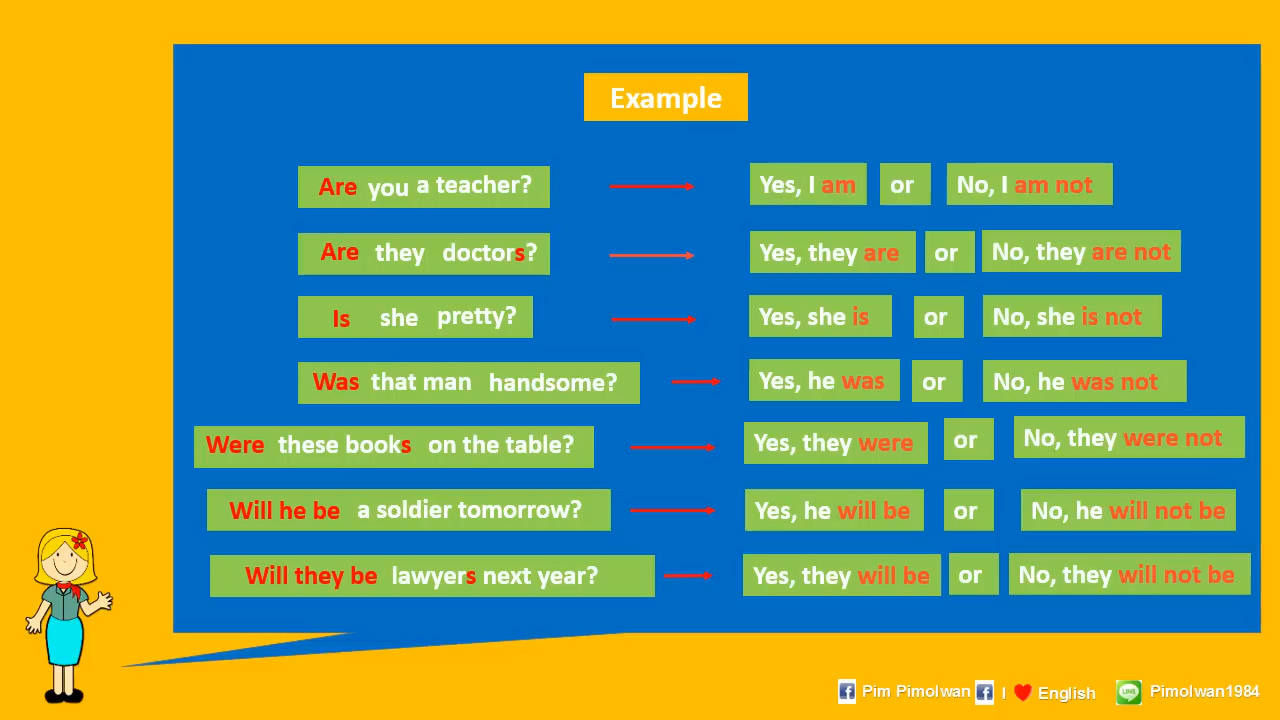 Example
Are you a teacher? Yes, I am or No, I am not
Are they doctors? Yes, they are or No, they are not
Is she pretty? Yes, she is or No, she is not
Was that man handsome? Yes, he was or No, he was not
Were these books on the table? Yes, they were or No, they were not
Will he be a soldier tomorrow? Yes, he will be or No, he will not be
Will they be lawyers next year? Yes, they will be or No, they will not be
f Pim Pimolwan f I ❤ English LINE Pimolwan1984